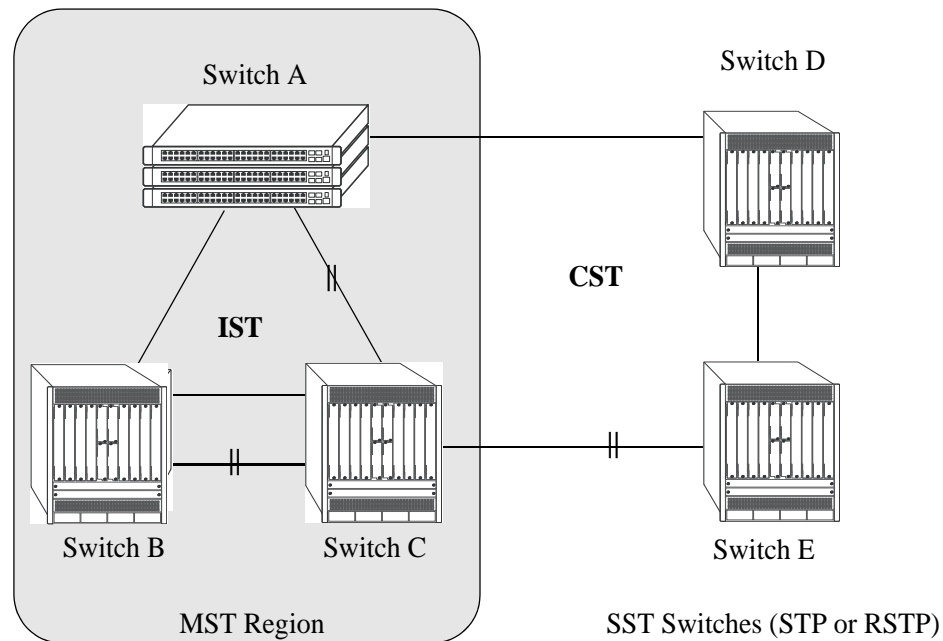 Switch A
Switch D
CST
IST
Switch B
Switch C
Switch E
MST Region
SST Switches (STP or RSTP)